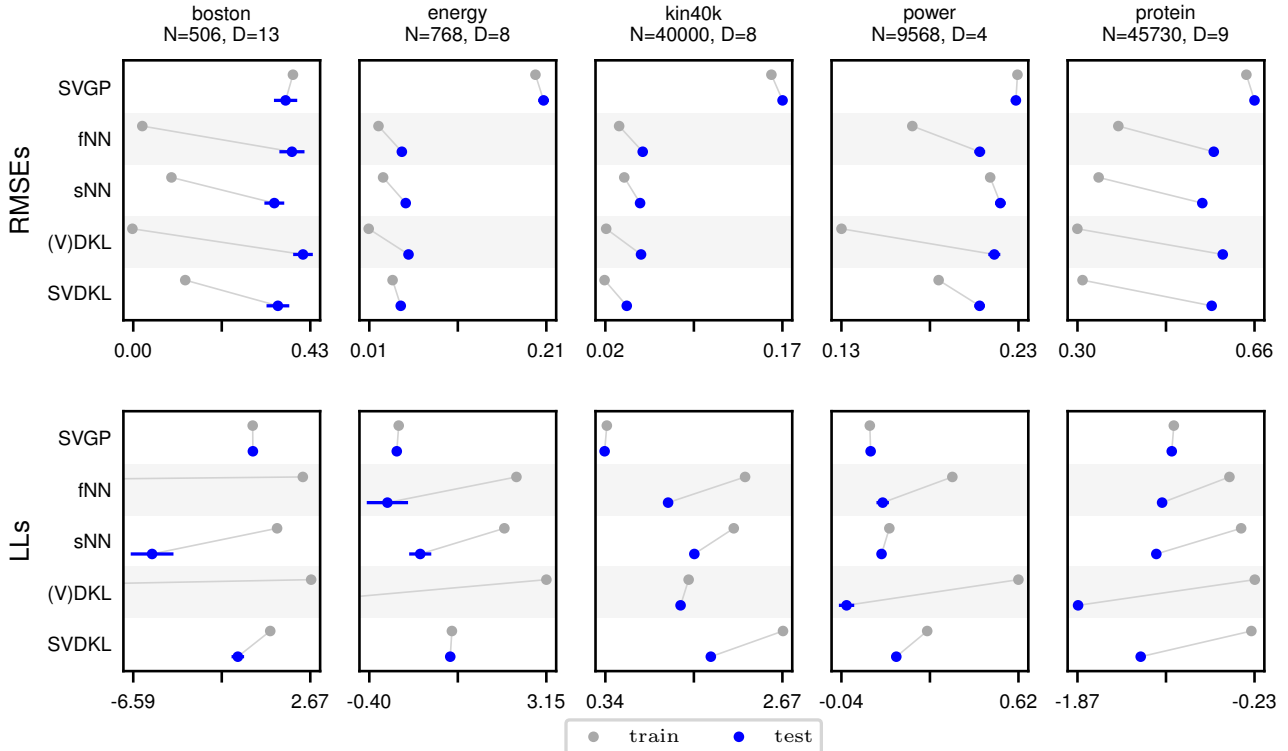 boston energy kin40k power protein
N=506, D=13 N=768, D=8 N=40000, D=8 N=9568, D=4 N=45730, D=9
RMSEs
SVGP
fNN
sNN
(V)DKL
SVDKL
0.00 0.43 0.01 0.21 0.02 0.17 0.13 0.23 0.30 0.66
LLs
SVGP
fNN
sNN
(V)DKL
SVDKL
-6.59 2.67 -0.40 3.15 0.34 2.67 -0.04 0.62 -1.87 -0.23
train test